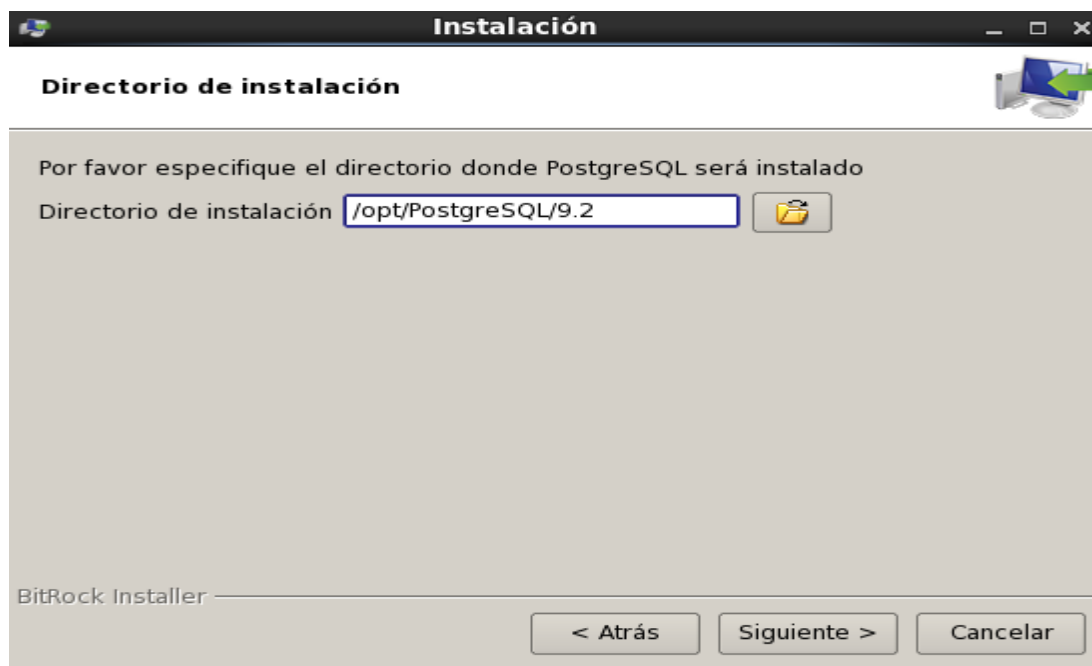 Instalación
Directorio de instalación
Por favor especifique el directorio donde PostgreSQL será instalado
Directorio de instalación /opt/PostgreSQL/9.2
BitRock Installer
< Atrás Siguiente > Cancelar